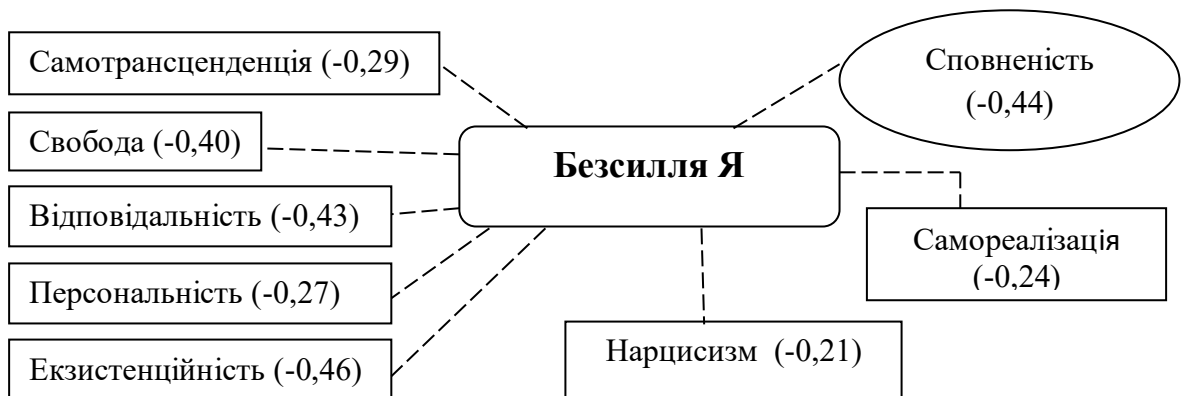 Самотрансценденція (-0,29)
Свобода (-0,40)
Відповідальність (-0,43)
Персональність (-0,27)
Екзистенційність (-0,46)
Безсилля Я
Сповненість
(-0,44)
Самореалізація
(-0,24)
Нарцисизм (-0,21)